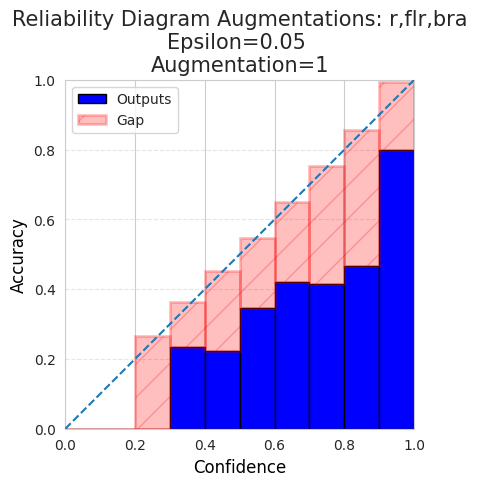 Reliability Diagram Augmentations: r,flr,bra
Epsilon=0.05
Augmentation=1
1.0
0.8
0.6
0.4
0.2
0.0
Accuracy
Outputs
Gap
0.0 0.2 0.4 0.6 0.8 1.0
Confidence